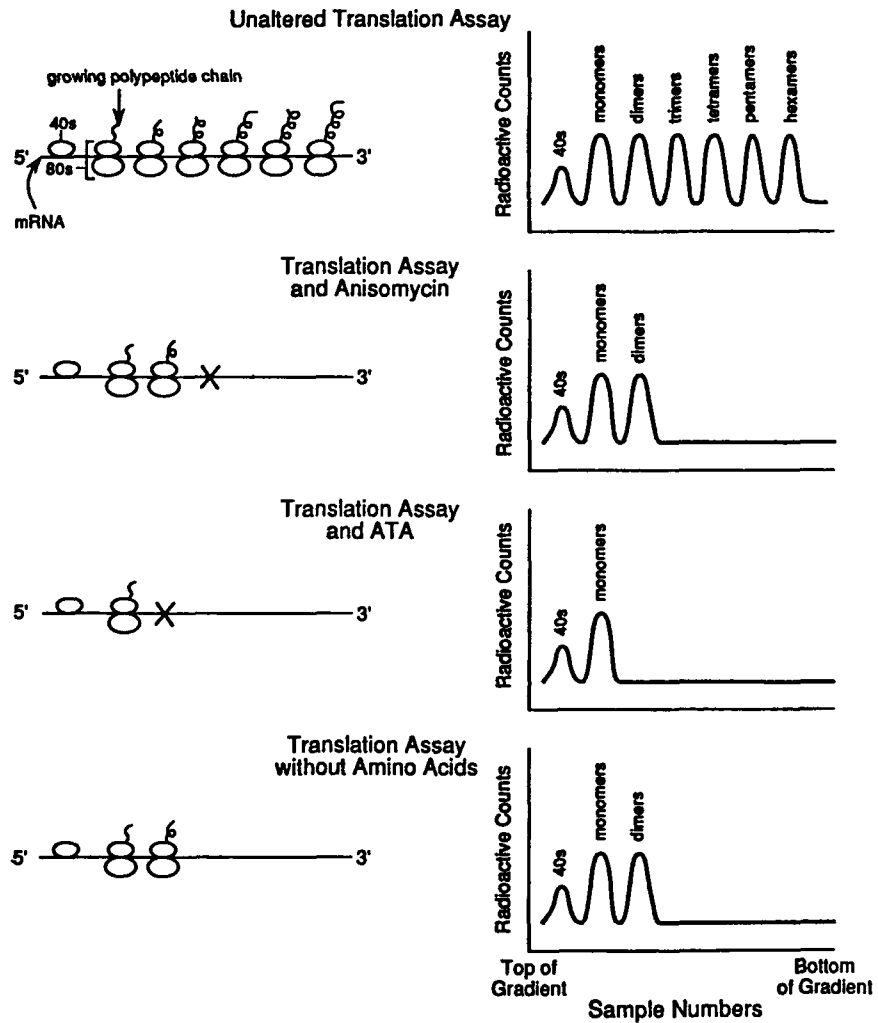 Unaltered Translation Assay
growing polypeptide chain
40s
5'
80s
3'
mRNA
Radioactive Counts
40s
monomers
dimers
trimers
tetramers
pentamers
hexamers
Translation Assay
and Anisomycin
5'
X
3'
Radioactive Counts
40s
monomers
dimers
Translation Assay
and ATA
5'
X
3'
Radioactive Counts
40s
monomers
Translation Assay
without Amino Acids
5'
3'
Radioactive Counts
40s
monomers
dimers
Top of
Gradient
Bottom
of Gradient
Sample Numbers